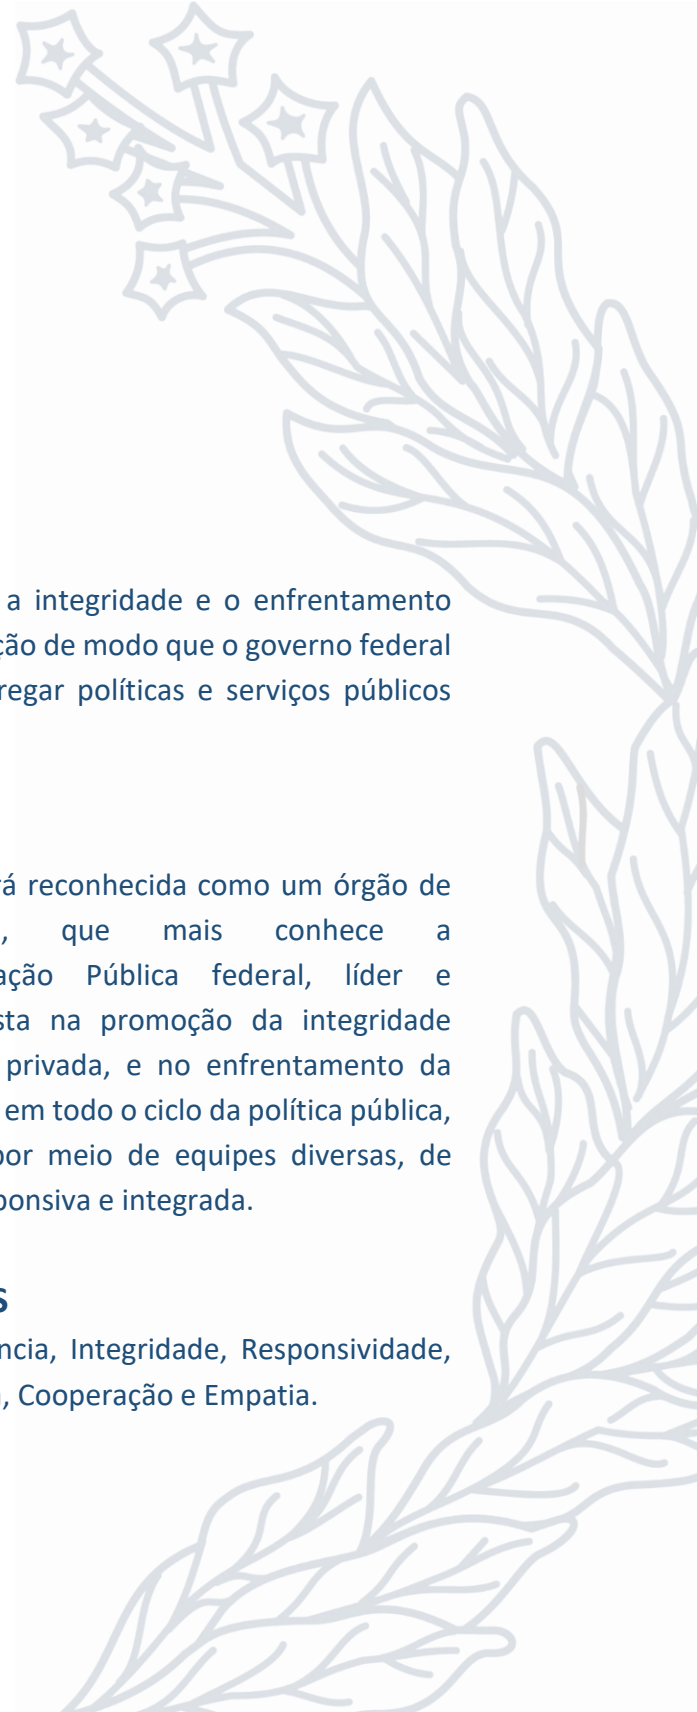 a integridade e o enfrentamento
ção de modo que o governo federal
regar políticas e serviços públicos
rá reconhecida como um órgão de
, que mais conhece a
ação Pública federal, líder e
sta na promoção da integridade
privada, e no enfrentamento da
em todo o ciclo da política pública,
por meio de equipes diversas, de
ponsiva e integrada.
S
ncia, Integridade, Responsividade,
, Cooperação e Empatia.